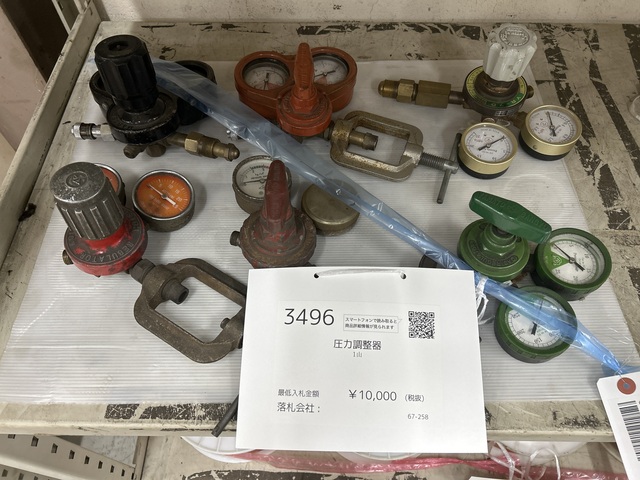 3496
スマートフォンで読み取ると
商品詳細情報が見られます
圧力調整器
1山
最低入札金額 ￥10,000 (税抜)
落札会社：
67-258